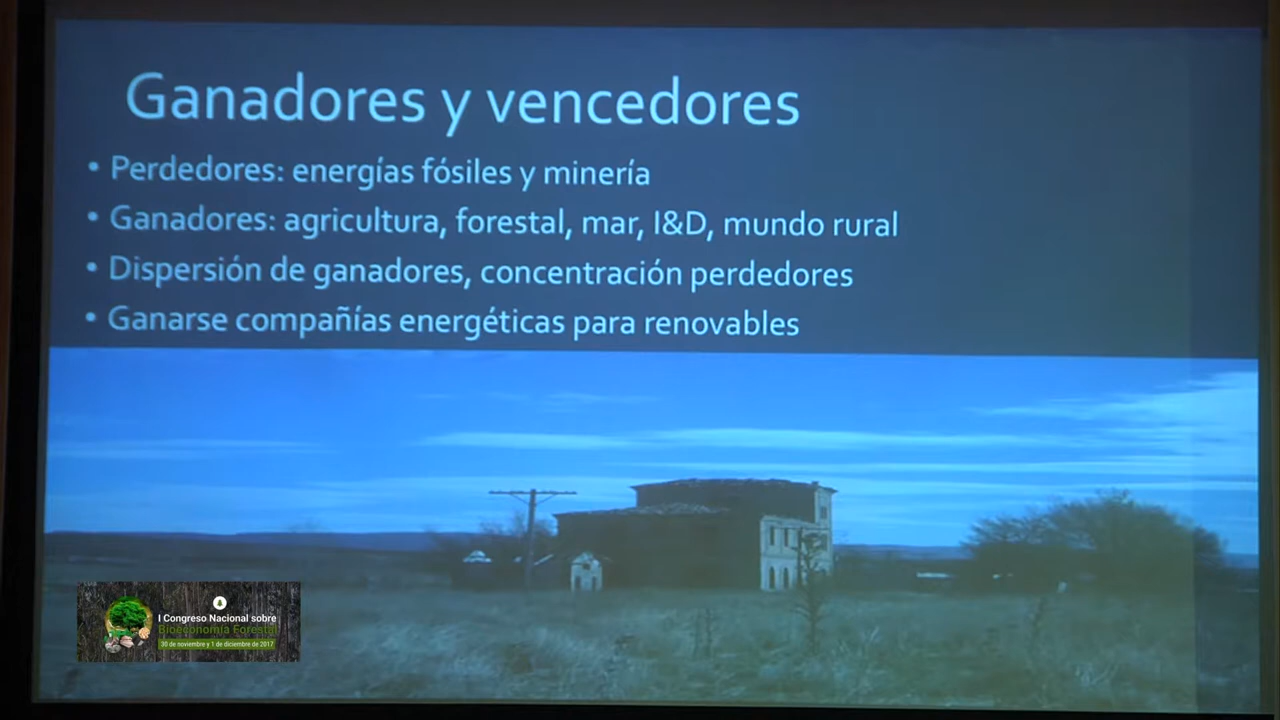 Ganadores y vencedores
• Perdedores: energías fósiles y minería
• Ganadores: agricultura, forestal, mar, I&D, mundo rural
• Dispersión de ganadores, concentración perdedores
• Ganarse compañías energéticas para renovables
I Congreso Nacional sobre
Bioeconomía Forestal
30 de noviembre y 1 de diciembre de 2017